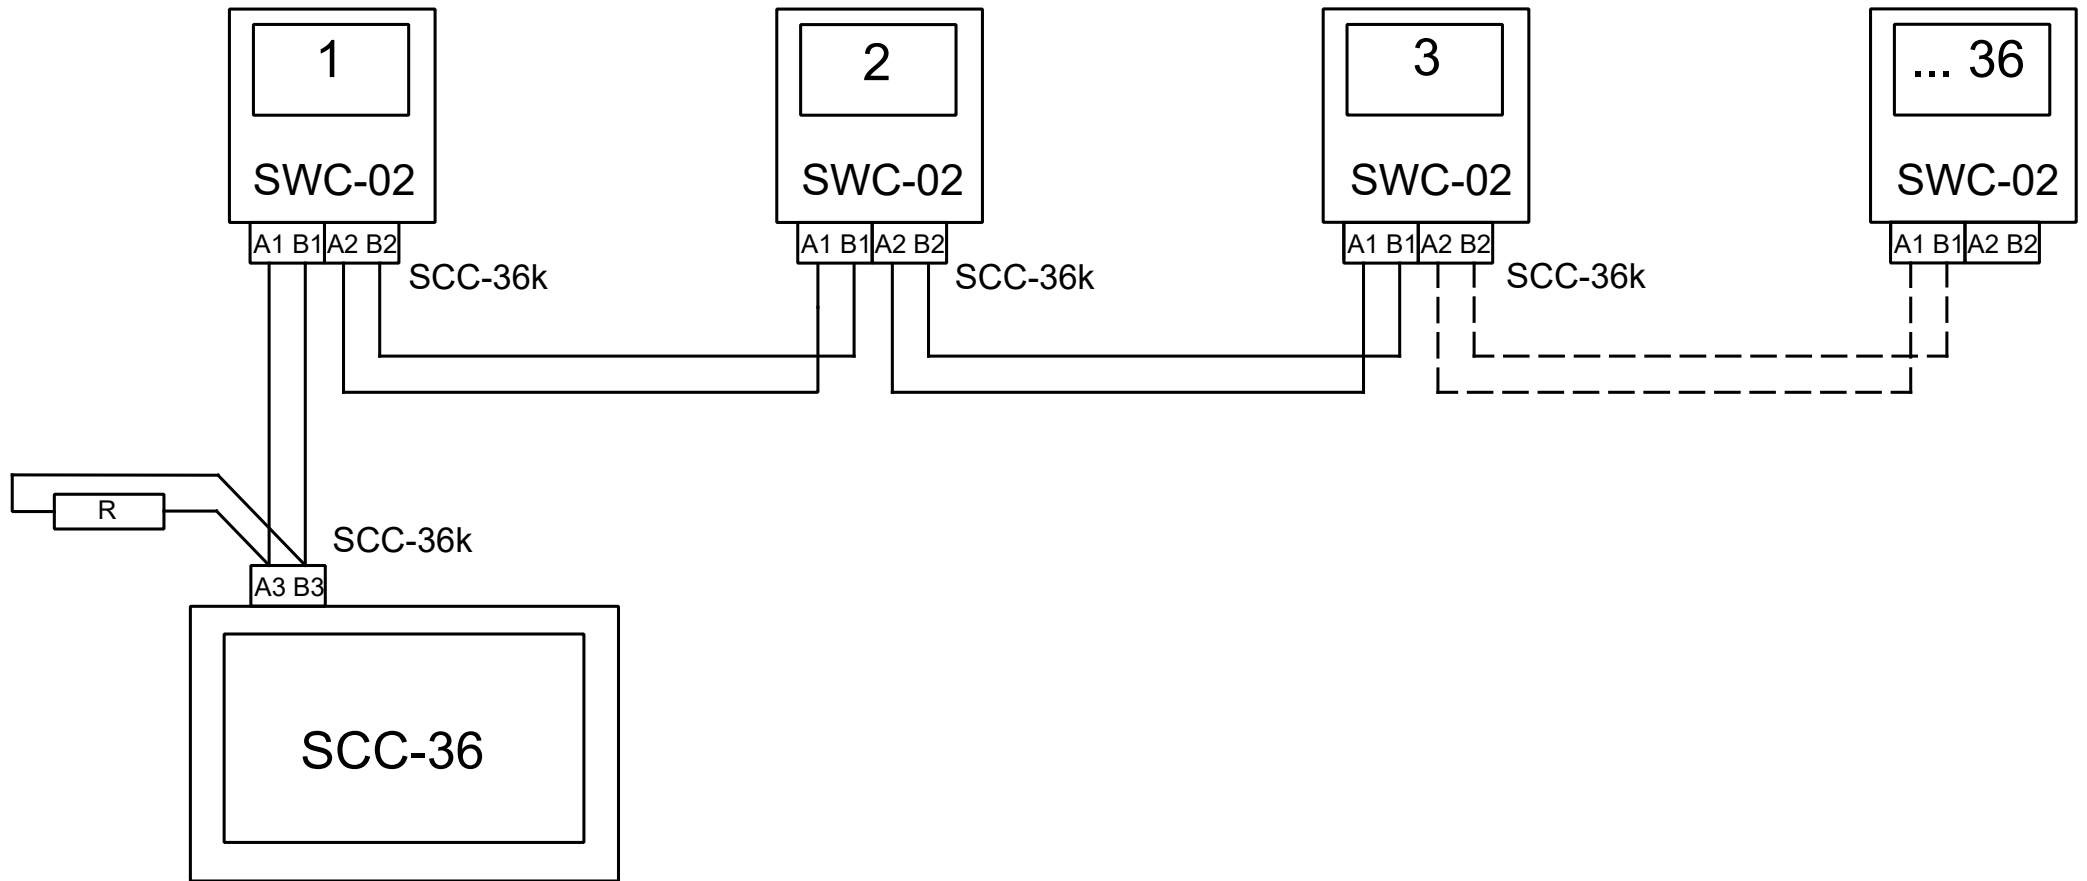 1
2
3
... 36
SWC-02
SWC-02
SWC-02
SWC-02
A1 B1 A2 B2
A1 B1 A2 B2
A1 B1 A2 B2
A1 B1 A2 B2
SCC-36k
SCC-36k
SCC-36k
R
SCC-36k
A3 B3
SCC-36